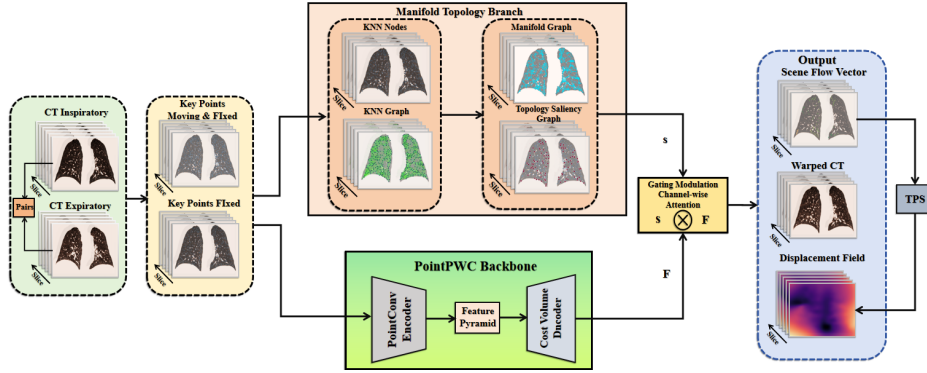 CT Inspiratory
Slice
Pairs
CT Expiratory
Slice
Key Points
Moving & FIxed
Slice
Key Points FIxed
Slice
Manifold Topology Branch
KNN Nodes
Slice
KNN Graph
Slice
Manifold Graph
Slice
Topology Saliency
Graph
Slice
PointPWC Backbone
PointConv
Encoder
Feature
Pyramid
Cost Volume
Dncoder
S
Gating Modulation
Channel-wise
Attention
S F
F
Output
Scene Flow Vector
Slice
Warped CT
Slice
TPS
Displacement Field
Slice